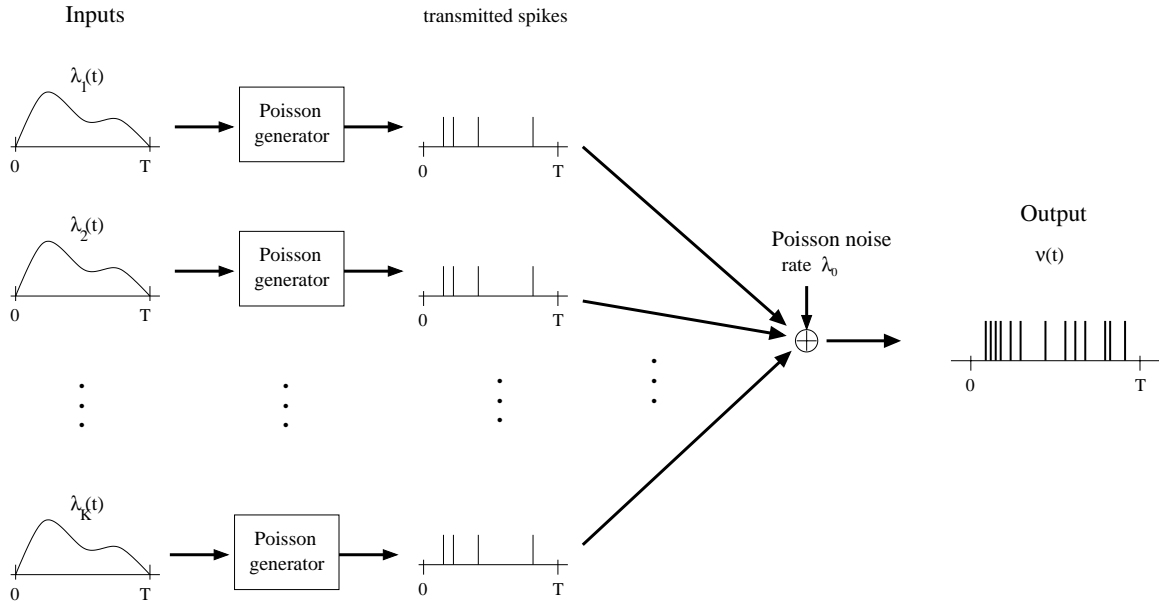 Inputs
transmitted spikes
λ₁(t)
Poisson
generator
0 T
0 T
λ₂(t)
Poisson
generator
0 T
0 T
Poisson noise
rate λ₀
Output
ν(t)
0 T
λ_K(t)
Poisson
generator
0 T
0 T